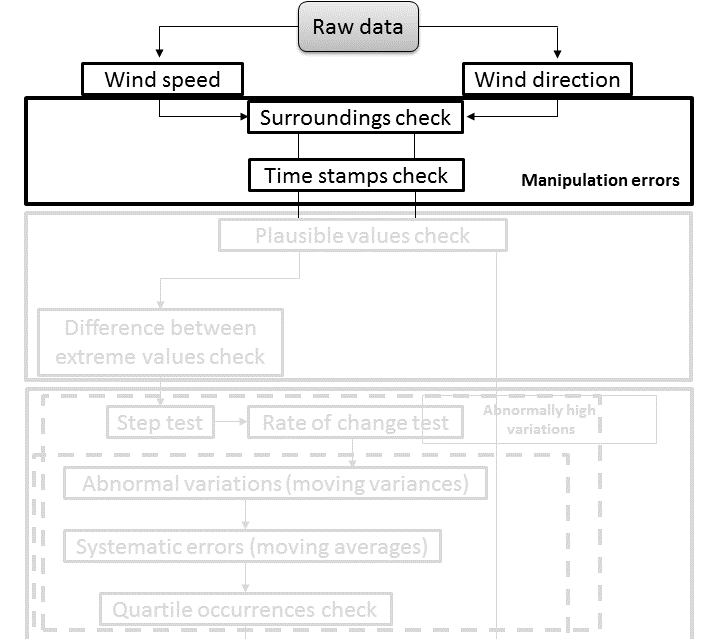 Raw data
Wind speed
Wind direction
Surroundings check
Time stamps check
Manipulation errors
Plausible values check
Difference between
extreme values check
Step test
Rate of change test
Abnormally high
variations
Abnormal variations (moving variances)
Systematic errors (moving averages)
Quartile occurrences check